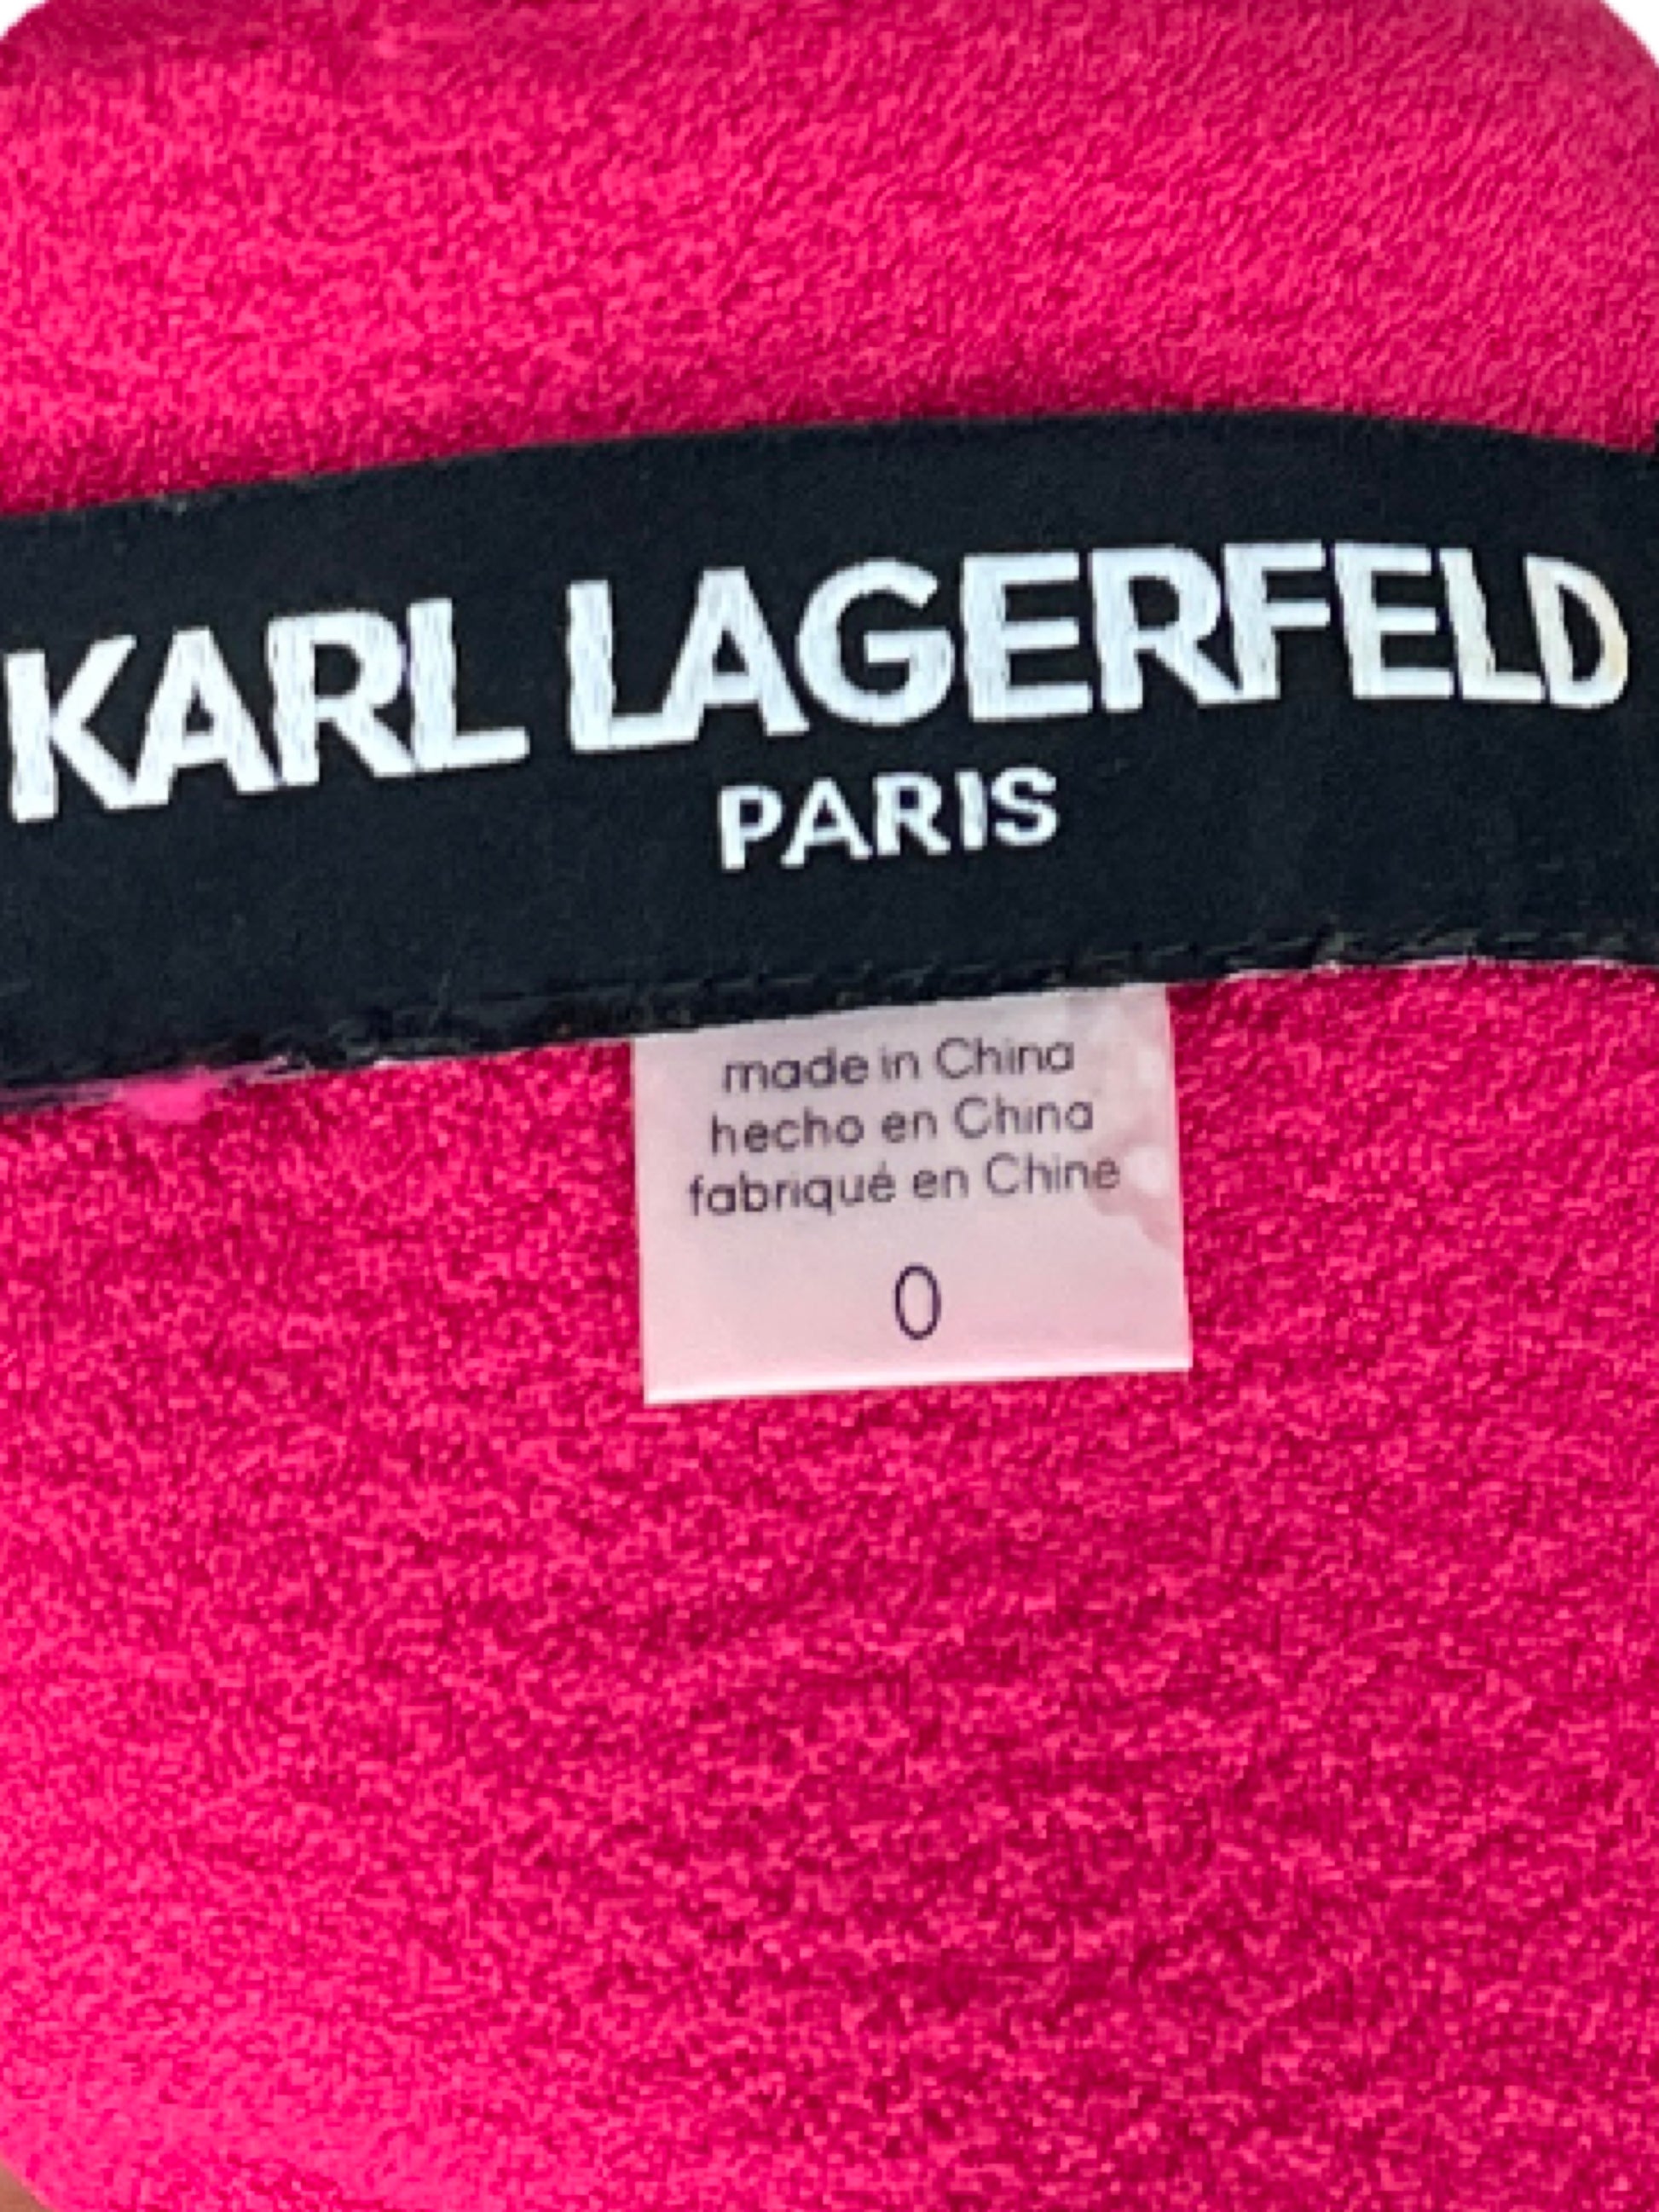 KARL LAGERFELD
PARIS
made in China
hecho en China
fabriqué en Chine
0